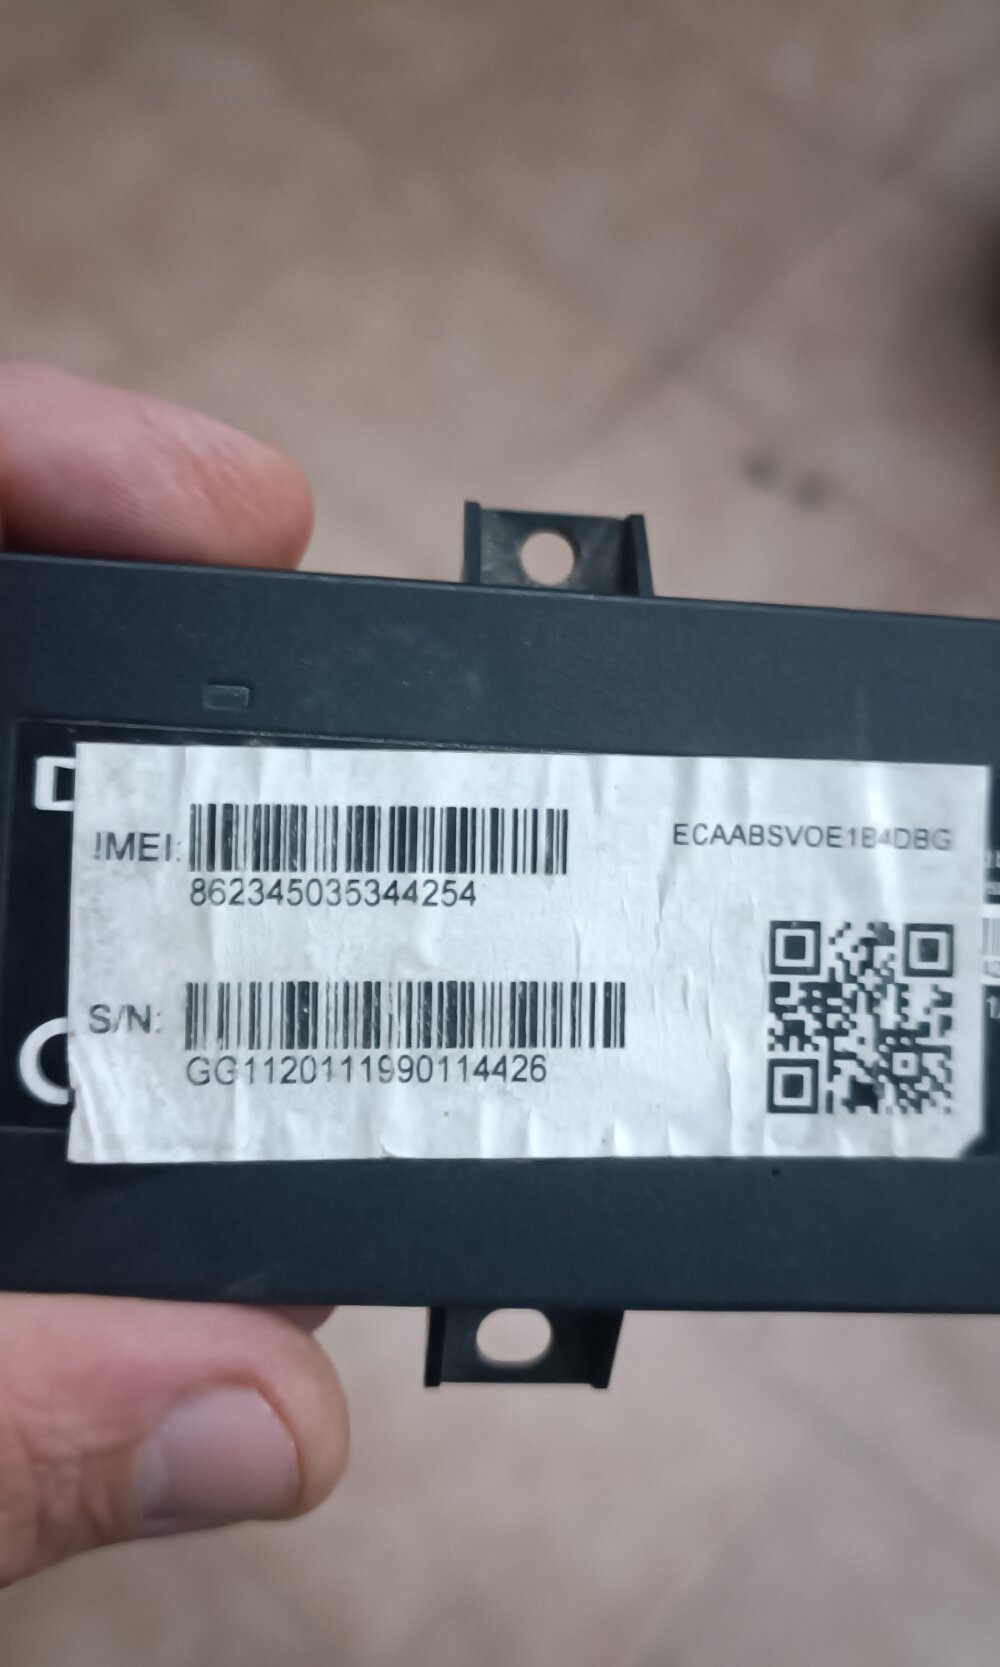 IMEI:
862345035344254
ECAABSVOE1B4DBG
S/N:
GG1120111990114426